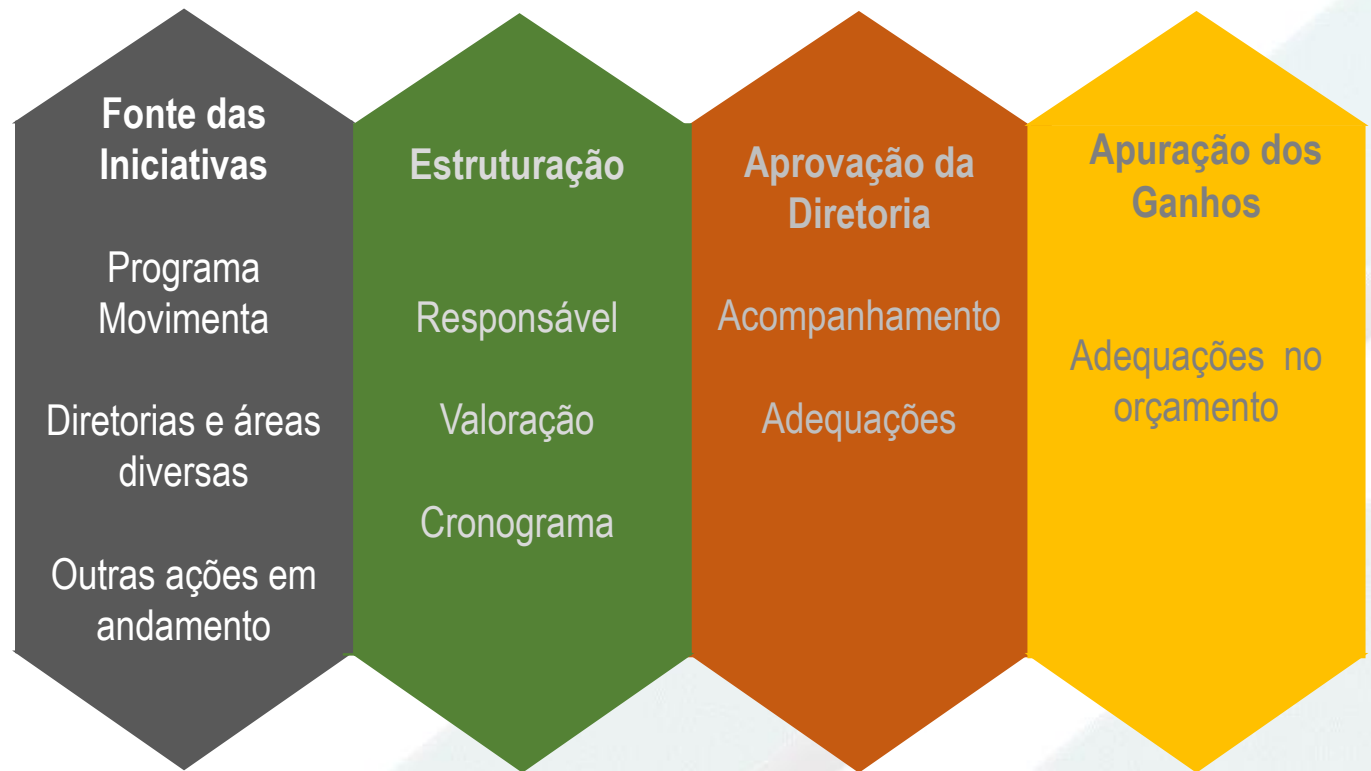 Fonte das
Iniciativas
Programa
Movimenta
Diretorias e áreas
diversas
Outras ações em
andamento
Estruturação
Responsável
Valoração
Cronograma
Aprovação da
Diretoria
Acompanhamento
Adequações
Apuração dos
Ganhos
Adequações no
orçamento